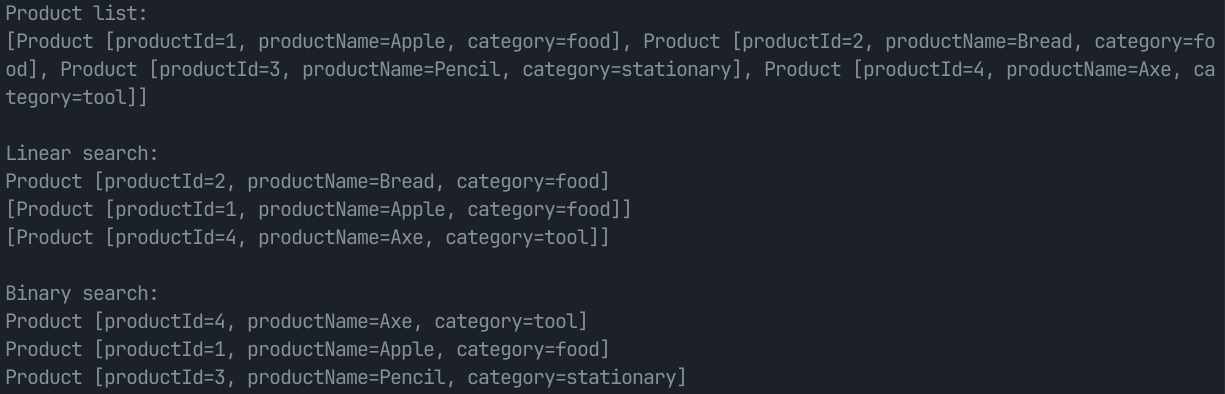 Product list:
[Product [productId=1, productName=Apple, category=food], Product [productId=2, productName=Bread, category=fo
od], Product [productId=3, productName=Pencil, category=stationary], Product [productId=4, productName=Axe, ca
tegory=tool]]

Linear search:
Product [productId=2, productName=Bread, category=food]
[Product [productId=1, productName=Apple, category=food]]
[Product [productId=4, productName=Axe, category=tool]]

Binary search:
Product [productId=4, productName=Axe, category=tool]
Product [productId=1, productName=Apple, category=food]
Product [productId=3, productName=Pencil, category=stationary]